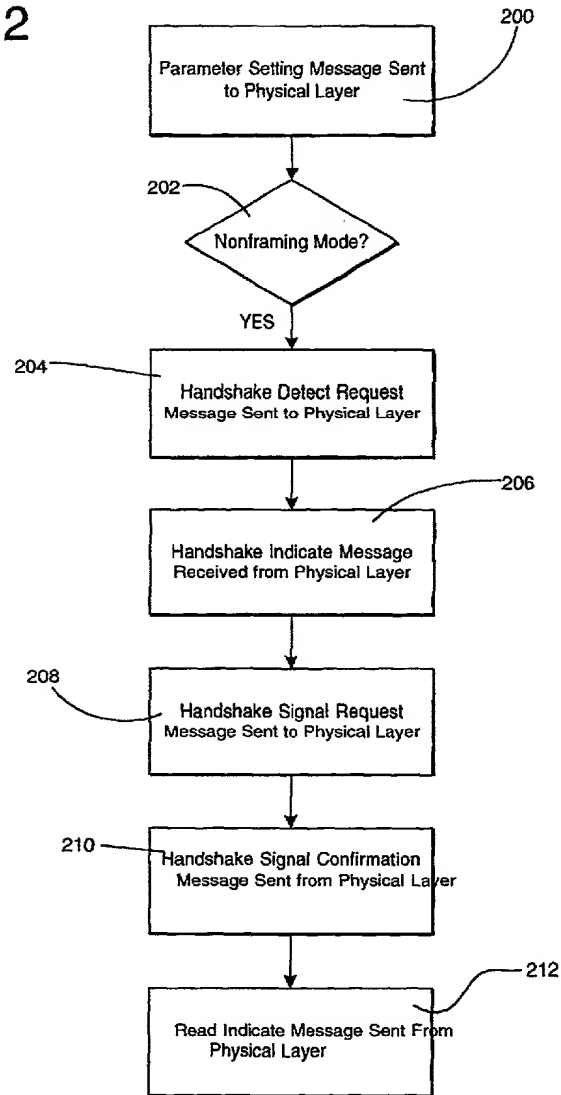 2
200
Parameter Setting Message Sent
to Physical Layer
202
Nonframing Mode?
YES
204
Handshake Detect Request
Message Sent to Physical Layer
206
Handshake Indicate Message
Received from Physical Layer
208
Handshake Signal Request
Message Sent to Physical Layer
210
Handshake Signal Confirmation
Message Sent from Physical Layer
212
Read Indicate Message Sent From
Physical Layer